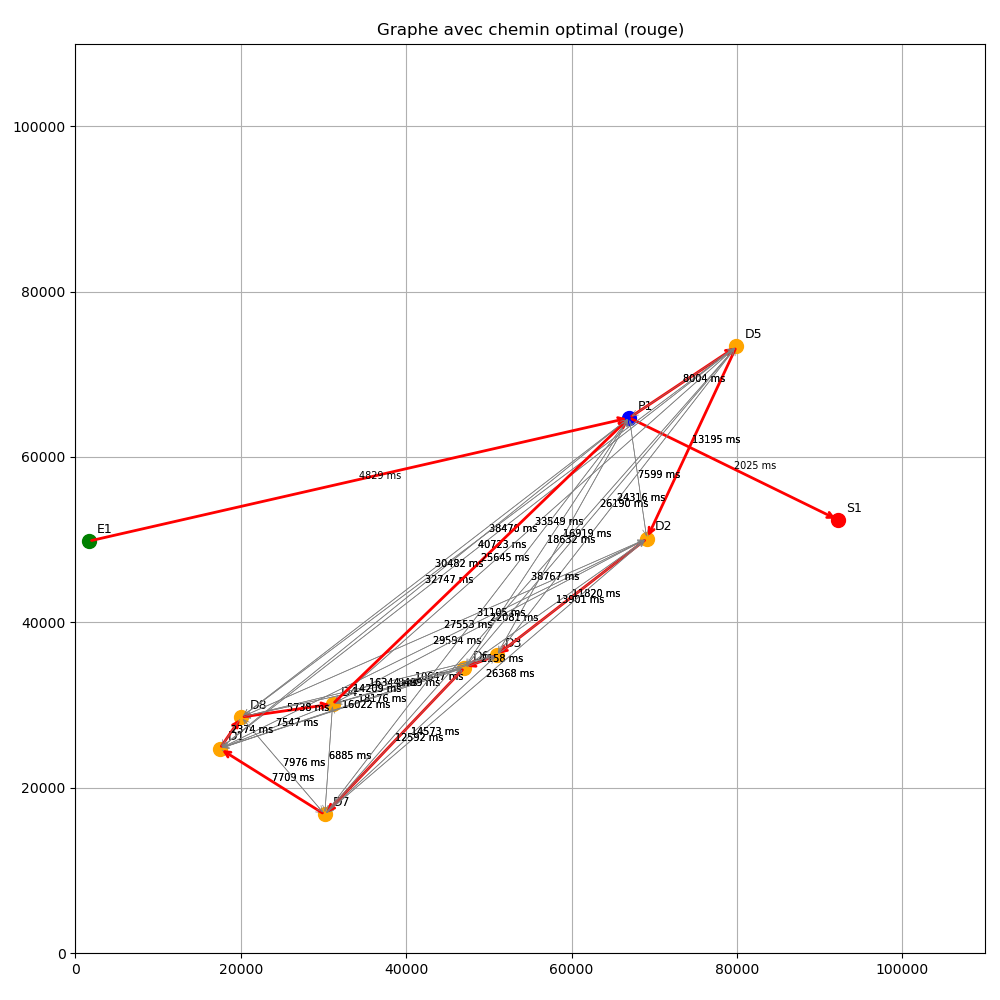 Graphe avec chemin optimal (rouge)
100000
80000
D5
8004 ms
P1
13195 ms
60000
4829 ms
2025 ms
7599 ms
24316 ms
26190 ms
S1
33549 ms
38470 ms
16919 ms
18632 ms
E1
D2
40723 ms
25645 ms
30482 ms
38767 ms
32747 ms
11820 ms
13901 ms
31105 ms
22081 ms
40000
27553 ms
29594 ms
D3
D6
2158 ms
26368 ms
16344 ms
14209 ms
18176 ms
16022 ms
D8
5738 ms
7547 ms
D1
14573 ms
12592 ms
6885 ms
7976 ms
7709 ms
20000
D7
0
0
20000
40000
60000
80000
100000